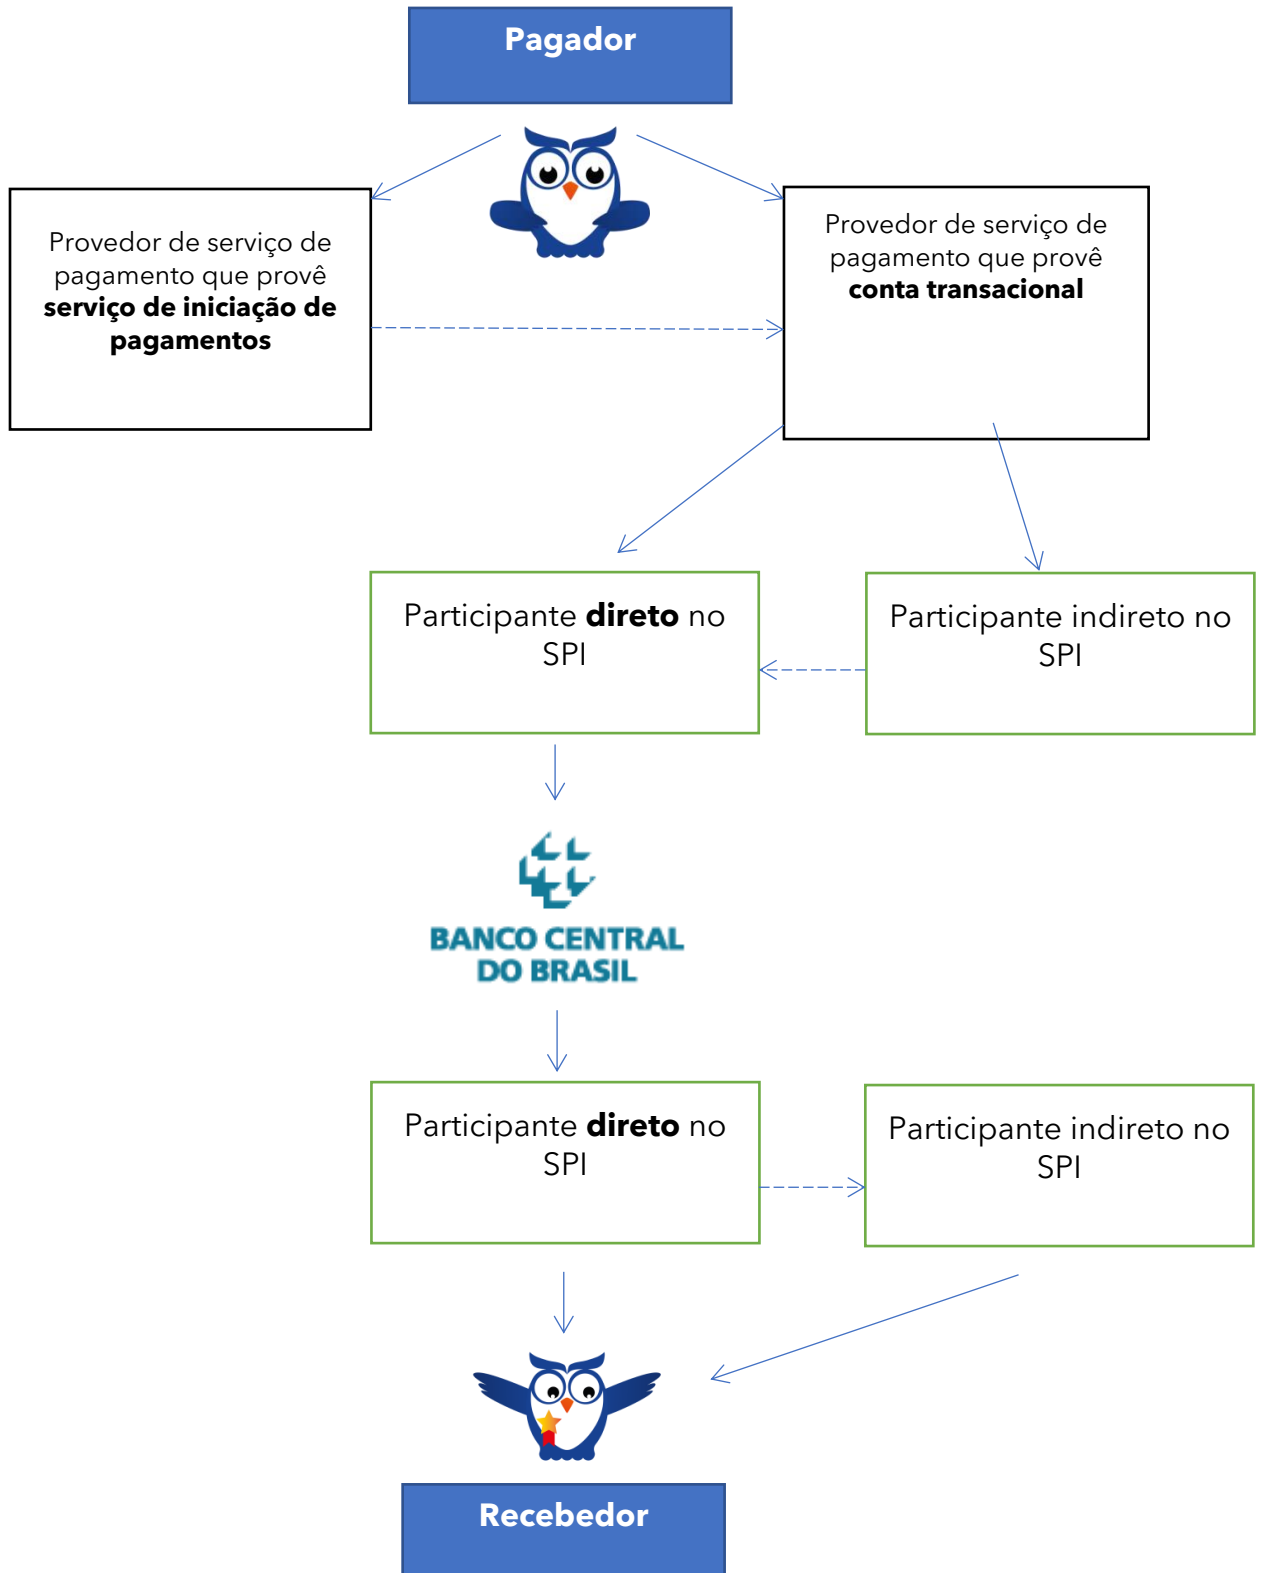 Pagador
Provedor de serviço de
pagamento que provê
serviço de iniciação de
pagamentos
Provedor de serviço de
pagamento que provê
conta transacional
Participante direto no
SPI
Participante indireto no
SPI
BANCO CENTRAL
DO BRASIL
Participante direto no
SPI
Participante indireto no
SPI
Recebedor